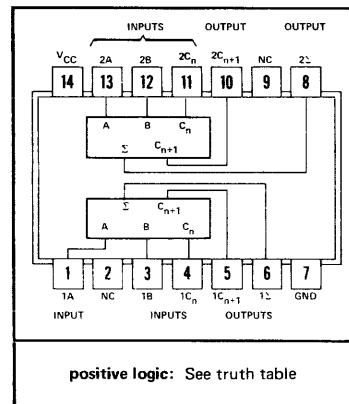 INPUTS OUTPUT OUTPUT
VCC 2A 2B 2Cn 2Cn+1 NC 2Σ
14 13 12 11 10 9 8
A B Cn
Σ Cn+1
Σ Cn+1
A B Cn
1 2 3 4 5 6 7
1A NC 1B 1Cn 1Cn+1 1Σ GND
INPUT INPUTS OUTPUTS
positive logic: See truth table